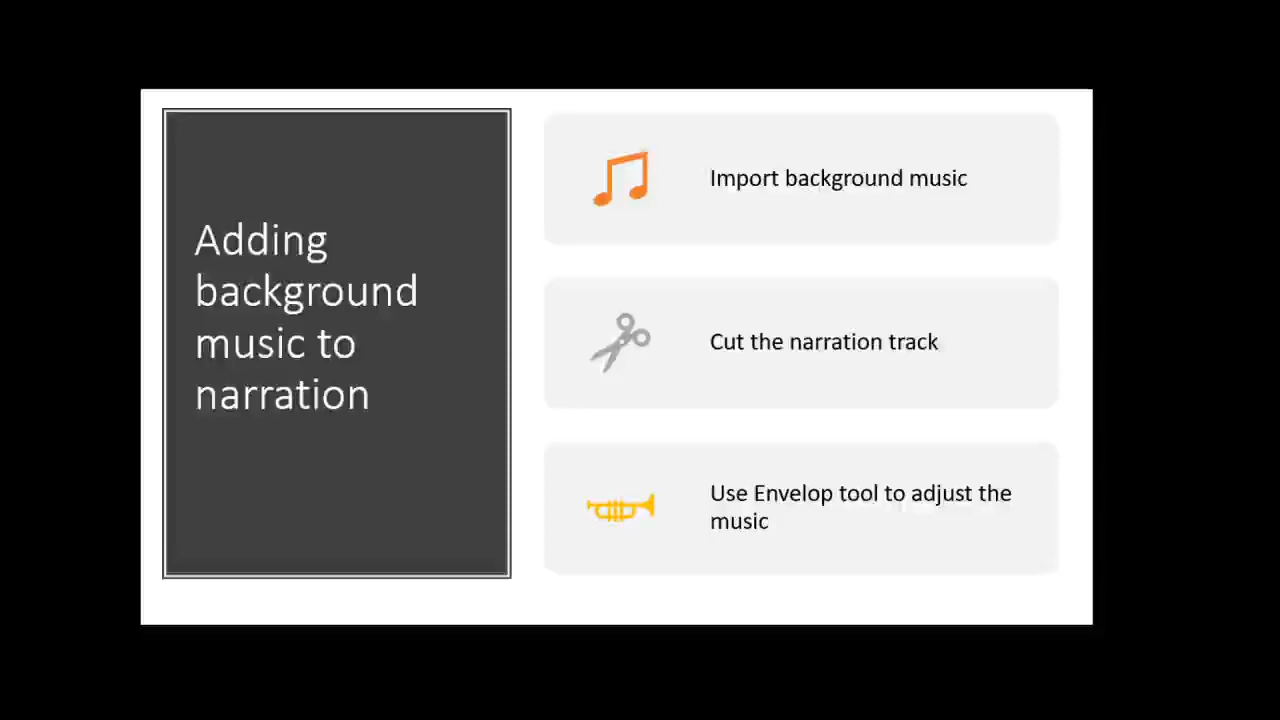 Adding
background
music to
narration
Import background music
Cut the narration track
Use Envelop tool to adjust the
music